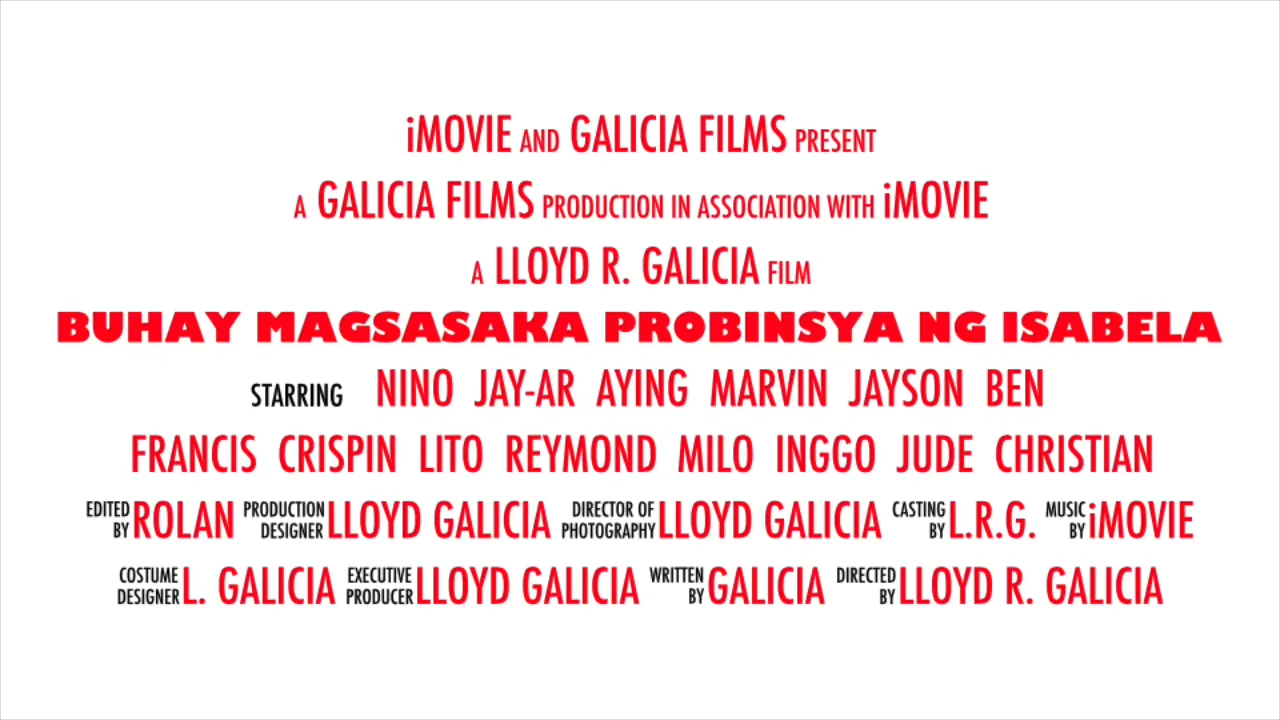 iMOVIE AND GALICIA FILMS PRESENT
A GALICIA FILMS PRODUCTION IN ASSOCIATION WITH iMOVIE
A LLOYD R. GALICIA FILM
BUHAY MAGSASAKA PROBINSYA NG ISABELA
STARRING NINO JAY-AR AYING MARVIN JAYSON BEN
FRANCIS CRISPIN LITO REYMOND MILO INGGO JUDE CHRISTIAN
EDITED BY ROLAN PRODUCTION DESIGNER LLOYD GALICIA DIRECTOR OF PHOTOGRAPHY LLOYD GALICIA CASTING BY L.R.G. MUSIC BY iMOVIE
COSTUME DESIGNER L. GALICIA EXECUTIVE PRODUCER LLOYD GALICIA WRITTEN BY GALICIA DIRECTED BY LLOYD R. GALICIA